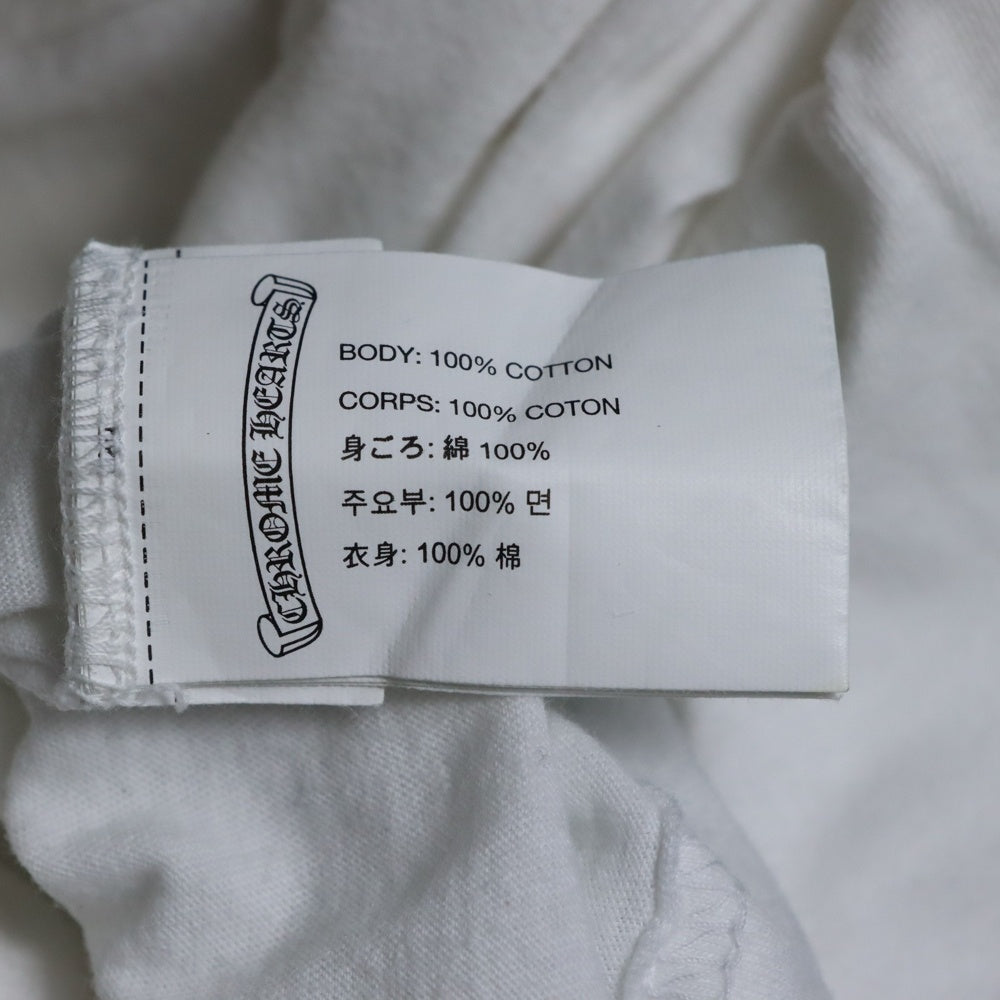 CHROME HEARTS
BODY: 100% COTTON
CORPS: 100% COTON
身ごろ: 綿 100%
주요부: 100% 면
衣身: 100% 棉